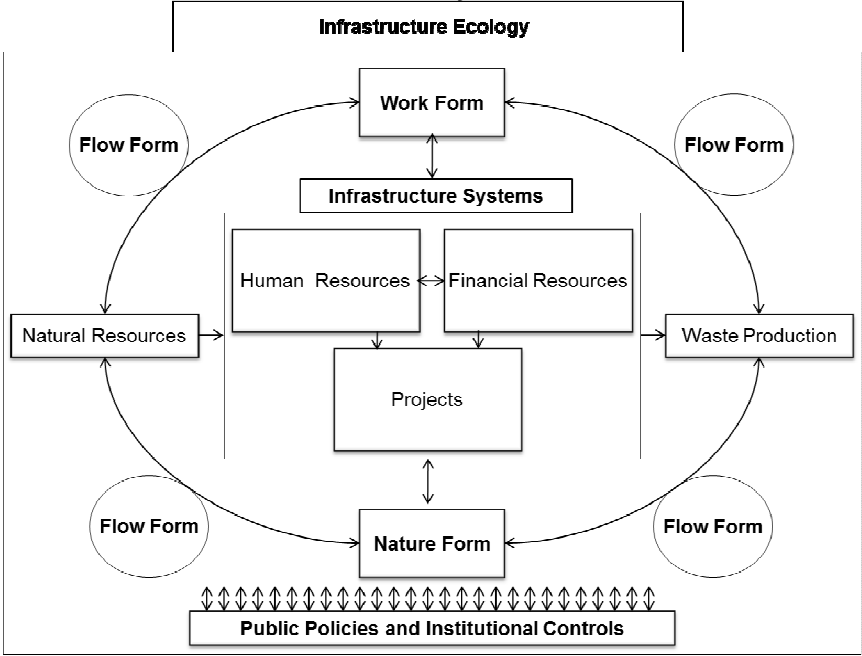 Infrastructure Ecology
Work Form
Flow Form
Flow Form
Infrastructure Systems
Human Resources
Financial Resources
Natural Resources
Waste Production
Projects
Flow Form
Flow Form
Nature Form
Public Policies and Institutional Controls